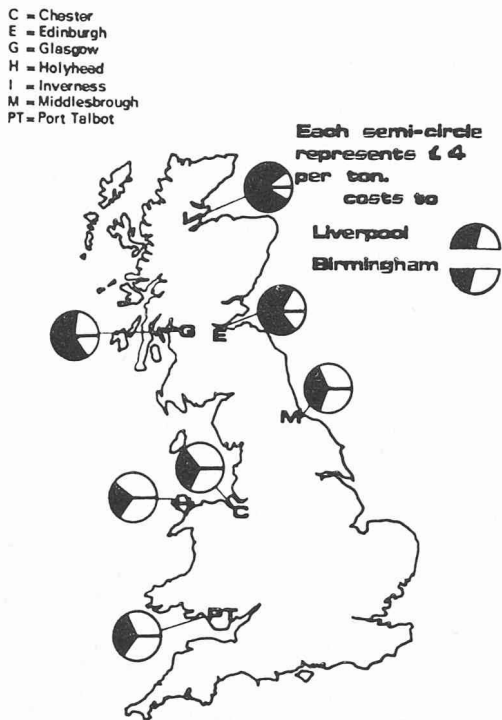 C = Chester
E = Edinburgh
G = Glasgow
H = Holyhead
I = Inverness
M = Middlesbrough
PT = Port Talbot
Each semi-circle
represents £4
per ton.
costs to
Liverpool
Birmingham
I
G
E
M
C
PT